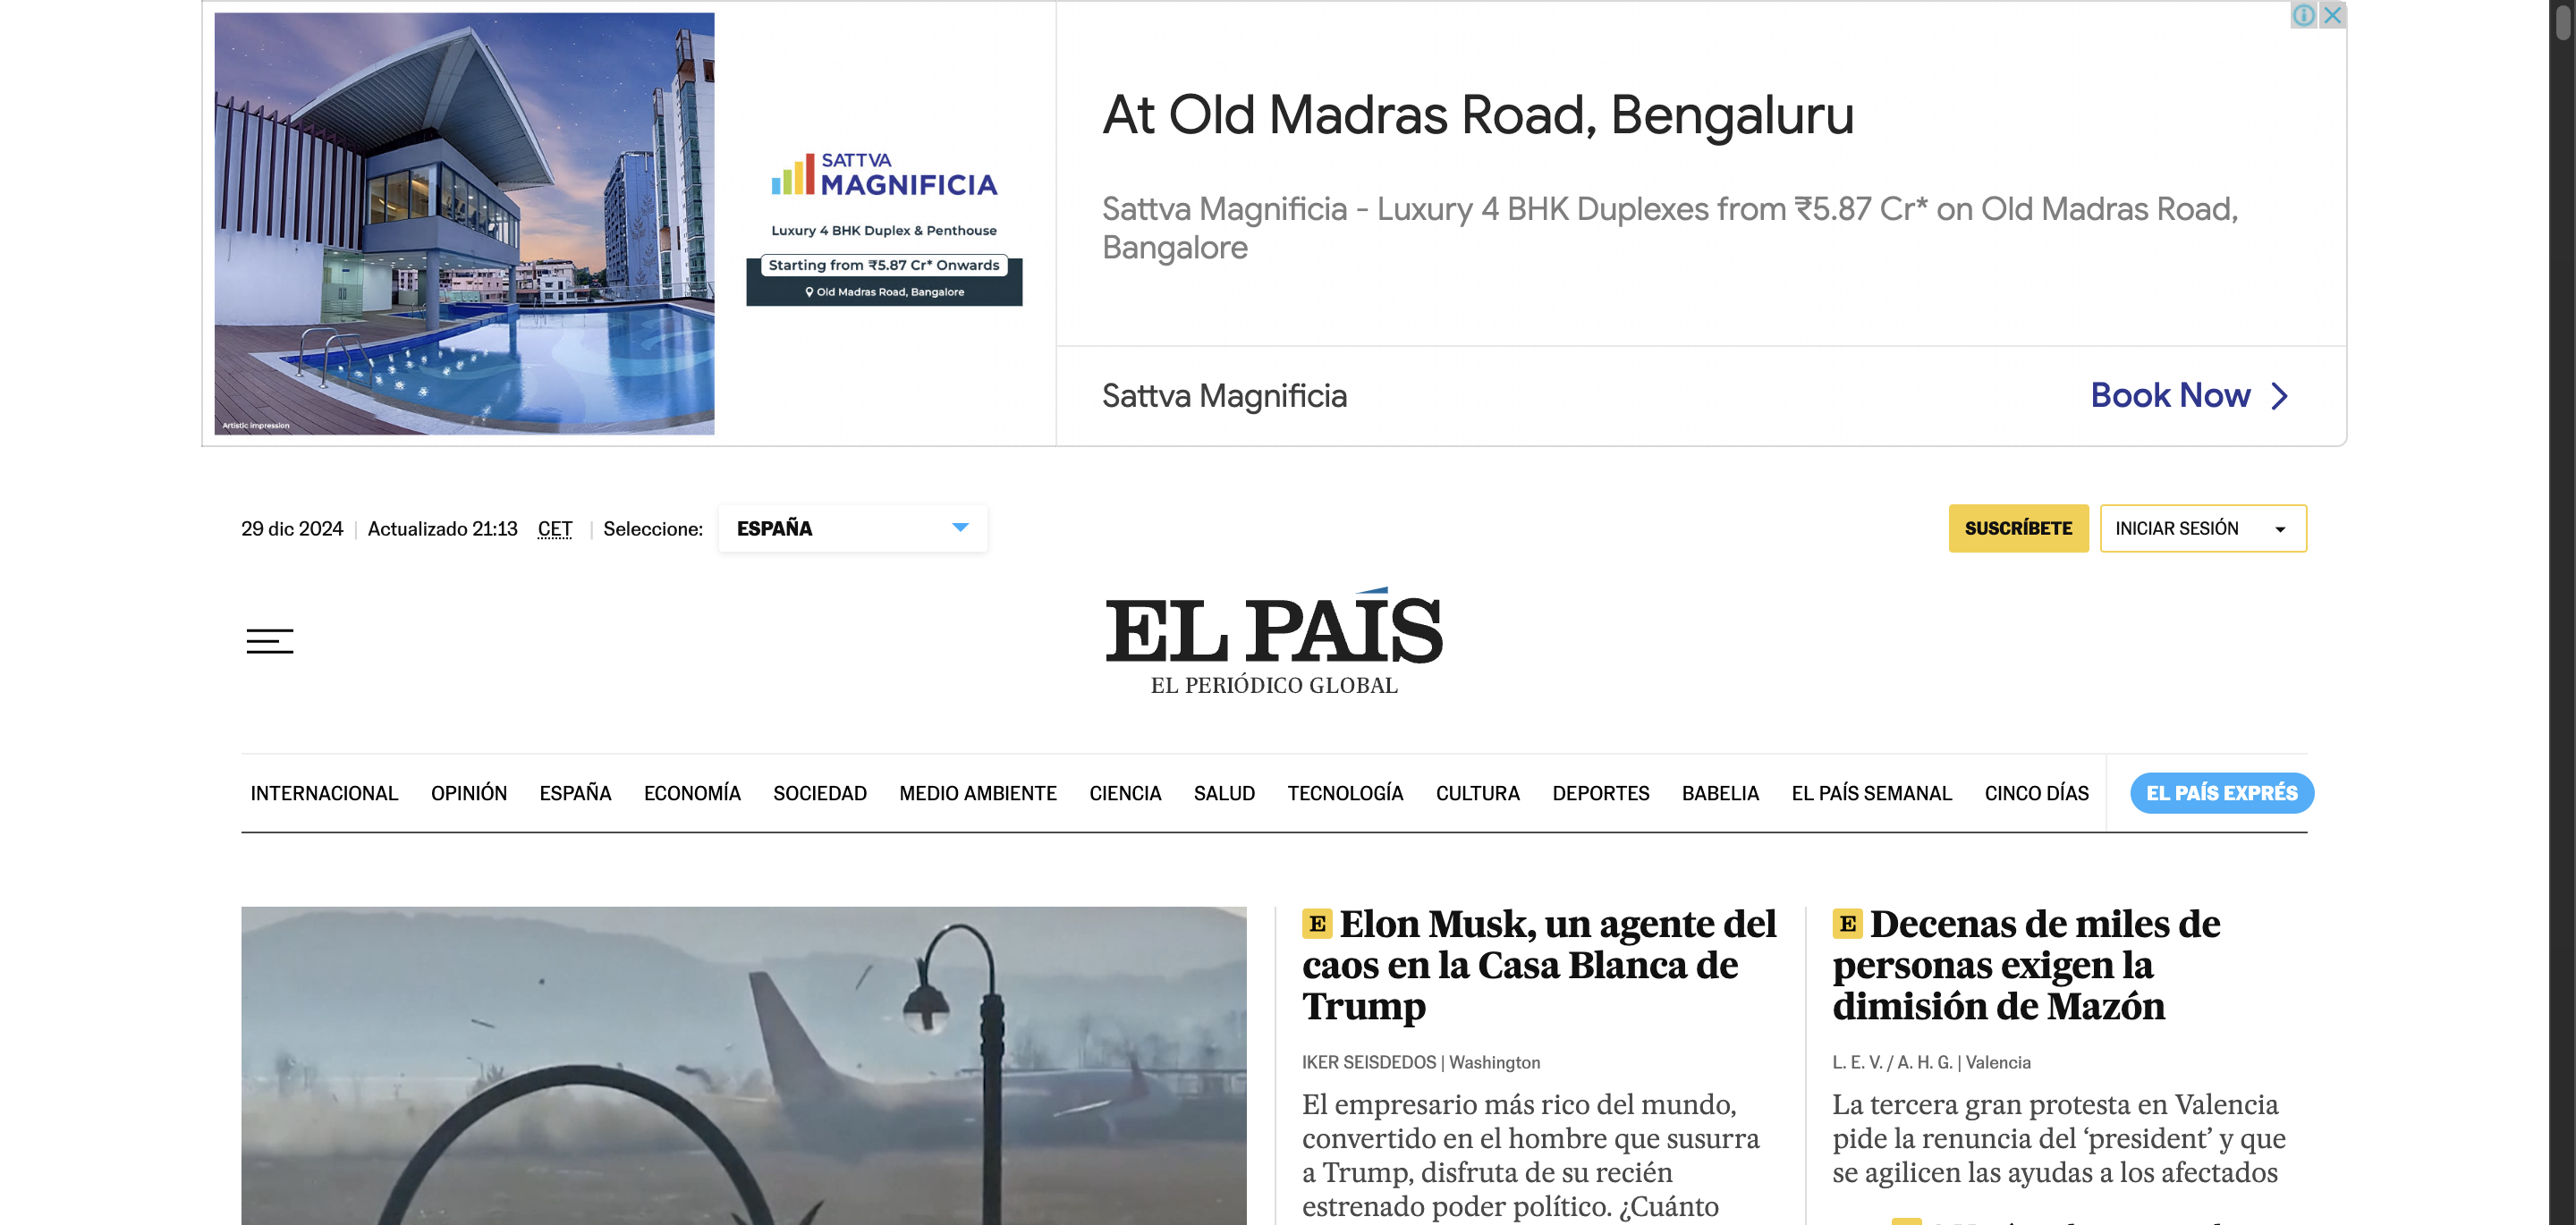 SATTVA
MAGNIFICIA
Luxury 4 BHK Duplex & Penthouse
Starting from ₹5.87 Cr* Onwards
Old Madras Road, Bangalore
Artistic impression
At Old Madras Road, Bengaluru
Sattva Magnificia - Luxury 4 BHK Duplexes from ₹5.87 Cr* on Old Madras Road,
Bangalore
Sattva Magnificia
Book Now
29 dic 2024 | Actualizado 21:13 CET | Seleccione: ESPAÑA
SUSCRÍBETE
INICIAR SESIÓN
EL PAÍS
EL PERIÓDICO GLOBAL
INTERNACIONAL OPINIÓN ESPAÑA ECONOMÍA SOCIEDAD MEDIO AMBIENTE CIENCIA SALUD TECNOLOGÍA CULTURA DEPORTES BABELIA EL PAÍS SEMANAL CINCO DÍAS EL PAÍS EXPRÉS
E Elon Musk, un agente del
caos en la Casa Blanca de
Trump
IKER SEISDEDOS | Washington
El empresario más rico del mundo,
convertido en el hombre que susurra
a Trump, disfruta de su recién
estrenado poder político. ¿Cuánto
E Decenas de miles de
personas exigen la
dimisión de Mazón
L. E. V. / A. H. G. | Valencia
La tercera gran protesta en Valencia
pide la renuncia del ‘president’ y que
se agilicen las ayudas a los afectados